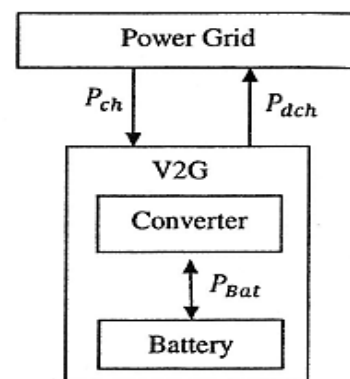 Power Grid
P_ch P_dch
V2G
Converter
P_Bat
Battery